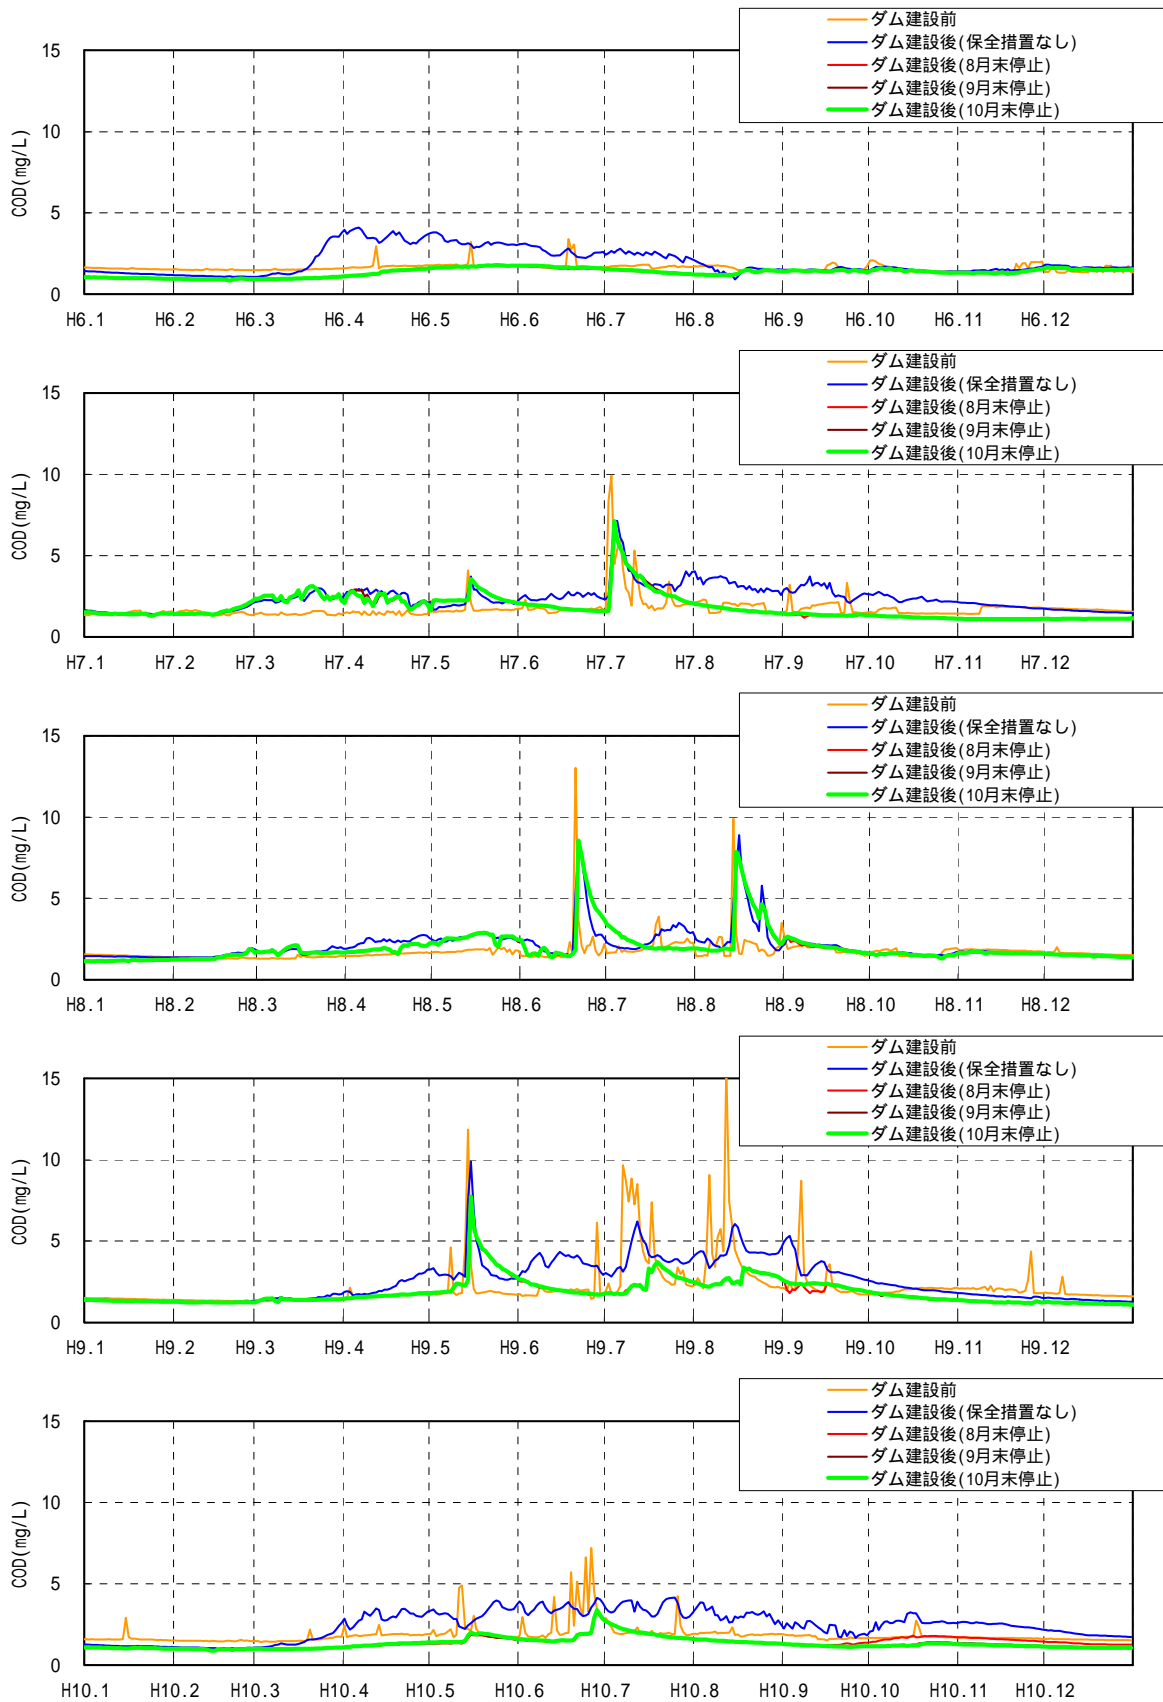 ダム建設前
ダム建設後(保全措置なし)
ダム建設後(8月末停止)
ダム建設後(9月末停止)
ダム建設後(10月末停止)
15
10
5
0
COD(mg/L)
H6.1 H6.2 H6.3 H6.4 H6.5 H6.6 H6.7 H6.8 H6.9 H6.10 H6.11 H6.12
ダム建設前
ダム建設後(保全措置なし)
ダム建設後(8月末停止)
ダム建設後(9月末停止)
ダム建設後(10月末停止)
15
10
5
0
COD(mg/L)
H7.1 H7.2 H7.3 H7.4 H7.5 H7.6 H7.7 H7.8 H7.9 H7.10 H7.11 H7.12
ダム建設前
ダム建設後(保全措置なし)
ダム建設後(8月末停止)
ダム建設後(9月末停止)
ダム建設後(10月末停止)
15
10
5
0
COD(mg/L)
H8.1 H8.2 H8.3 H8.4 H8.5 H8.6 H8.7 H8.8 H8.9 H8.10 H8.11 H8.12
ダム建設前
ダム建設後(保全措置なし)
ダム建設後(8月末停止)
ダム建設後(9月末停止)
ダム建設後(10月末停止)
15
10
5
0
COD(mg/L)
H9.1 H9.2 H9.3 H9.4 H9.5 H9.6 H9.7 H9.8 H9.9 H9.10 H9.11 H9.12
ダム建設前
ダム建設後(保全措置なし)
ダム建設後(8月末停止)
ダム建設後(9月末停止)
ダム建設後(10月末停止)
15
10
5
0
COD(mg/L)
H10.1 H10.2 H10.3 H10.4 H10.5 H10.6 H10.7 H10.8 H10.9 H10.10 H10.11 H10.12